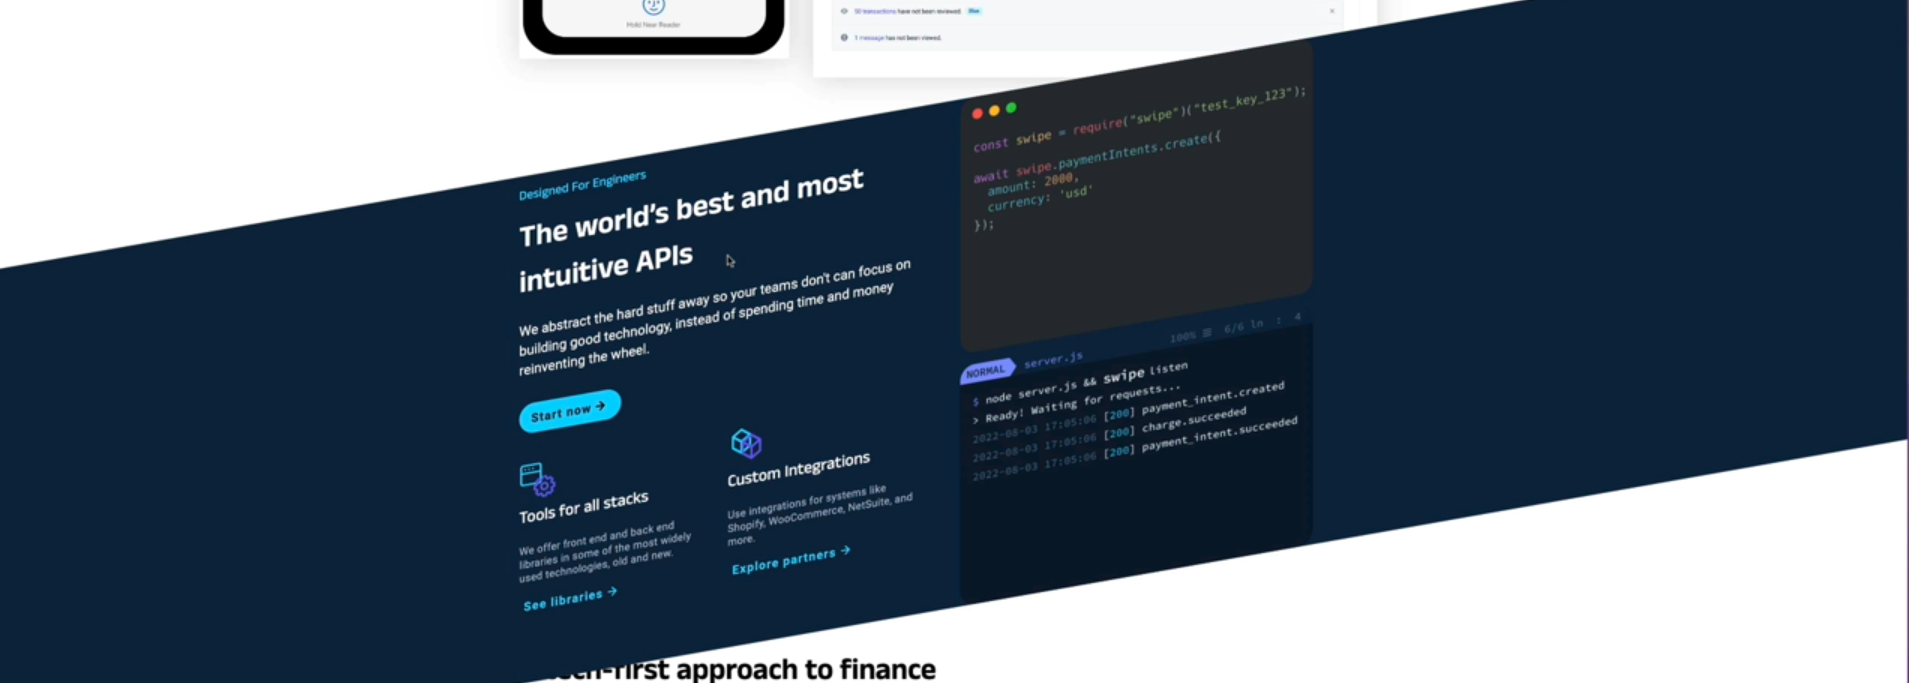 Hold Near Reader
50 transactions have not been reviewed.
1 message has not been viewed.
Designed For Engineers
The world's best and most
intuitive APIs
We abstract the hard stuff away so your teams don't can focus on
building good technology, instead of spending time and money
reinventing the wheel.
Start now →
Tools for all stacks
We offer front end and back end
libraries in some of the most widely
used technologies, old and new.
See libraries →
Custom Integrations
Use integrations for systems like
Shopify, WooCommerce, NetSuite, and
more.
Explore partners →
const swipe = require("swipe")("test_key_123");
await swipe.paymentIntents.create({
amount: 2000,
currency: 'usd'
});
100% ☰ 6/6 ln : 4
NORMAL server.js
$ node server.js && swipe listen
> Ready! Waiting for requests...
2022-08-03 17:05:06 [200] payment_intent.created
2022-08-03 17:05:06 [200] charge.succeeded
2022-08-03 17:05:06 [200] payment_intent.succeeded
approach to finance